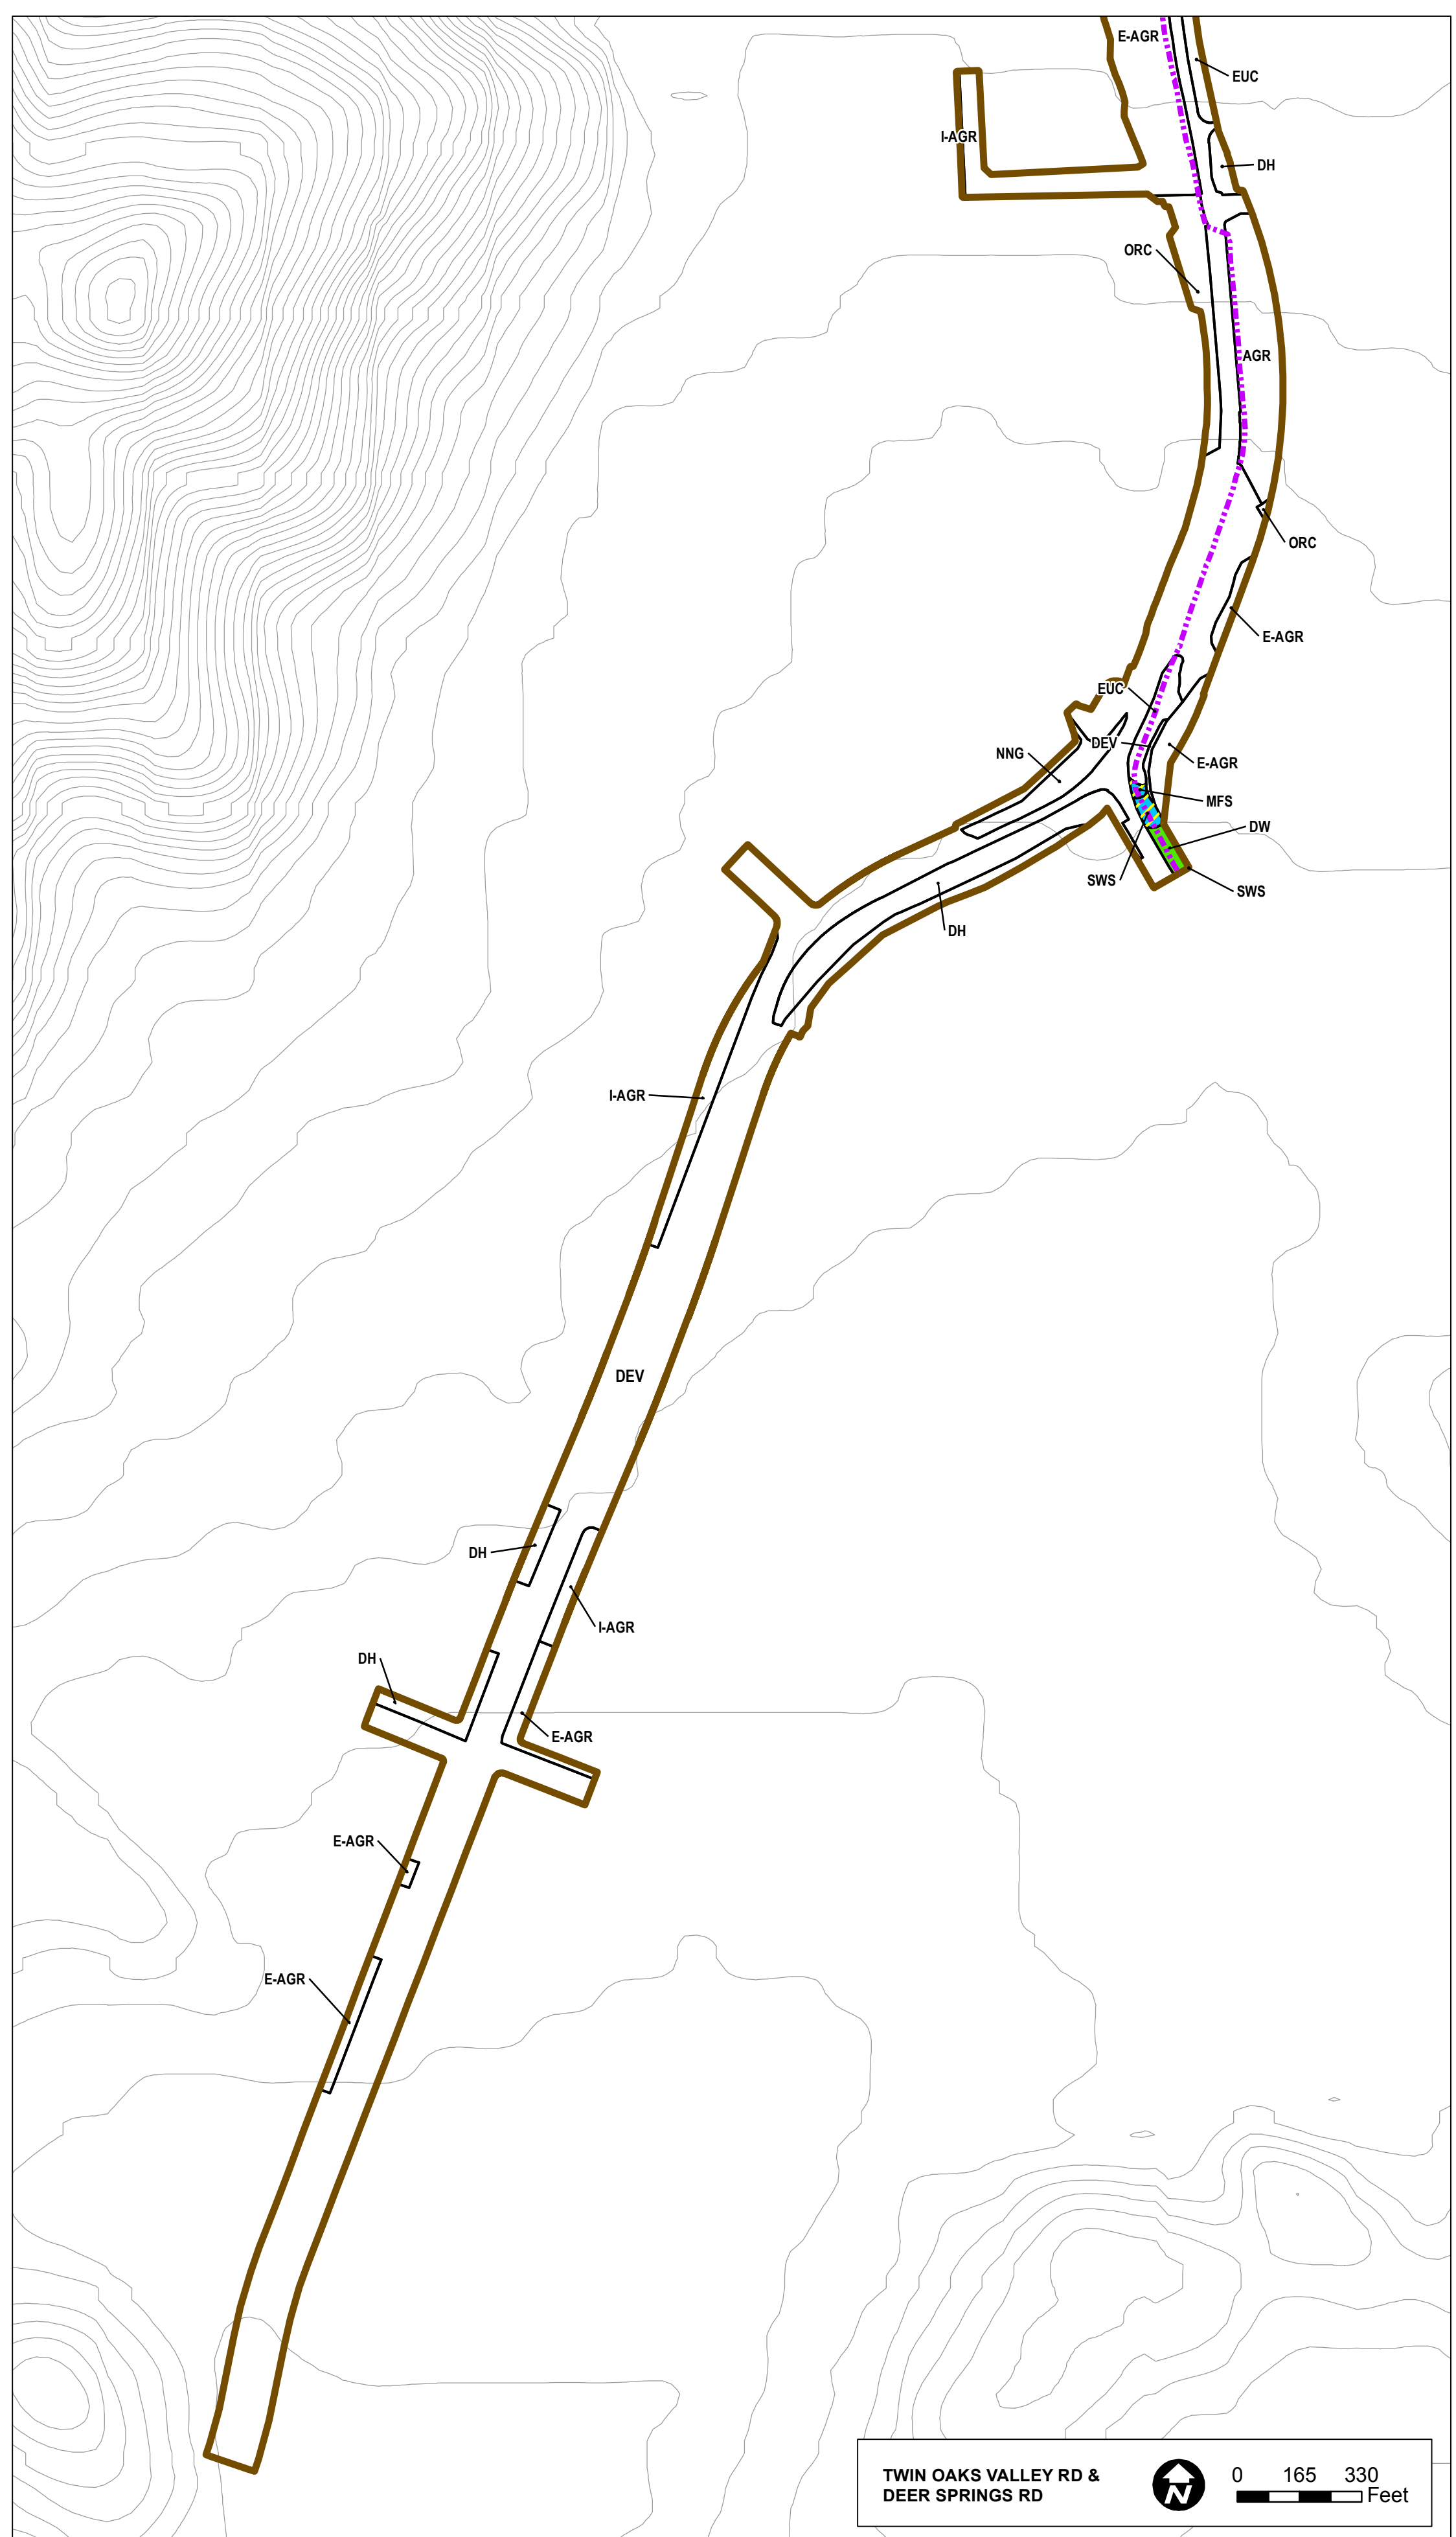 E-AGR
EUC
I-AGR
DH
ORC
AGR
ORC
E-AGR
EUC
DEV
NNG
E-AGR
MFS
DW
SWS
SWS
DH
I-AGR
DEV
DH
I-AGR
DH
E-AGR
E-AGR
E-AGR
TWIN OAKS VALLEY RD &
DEER SPRINGS RD
N
0 165 330
Feet